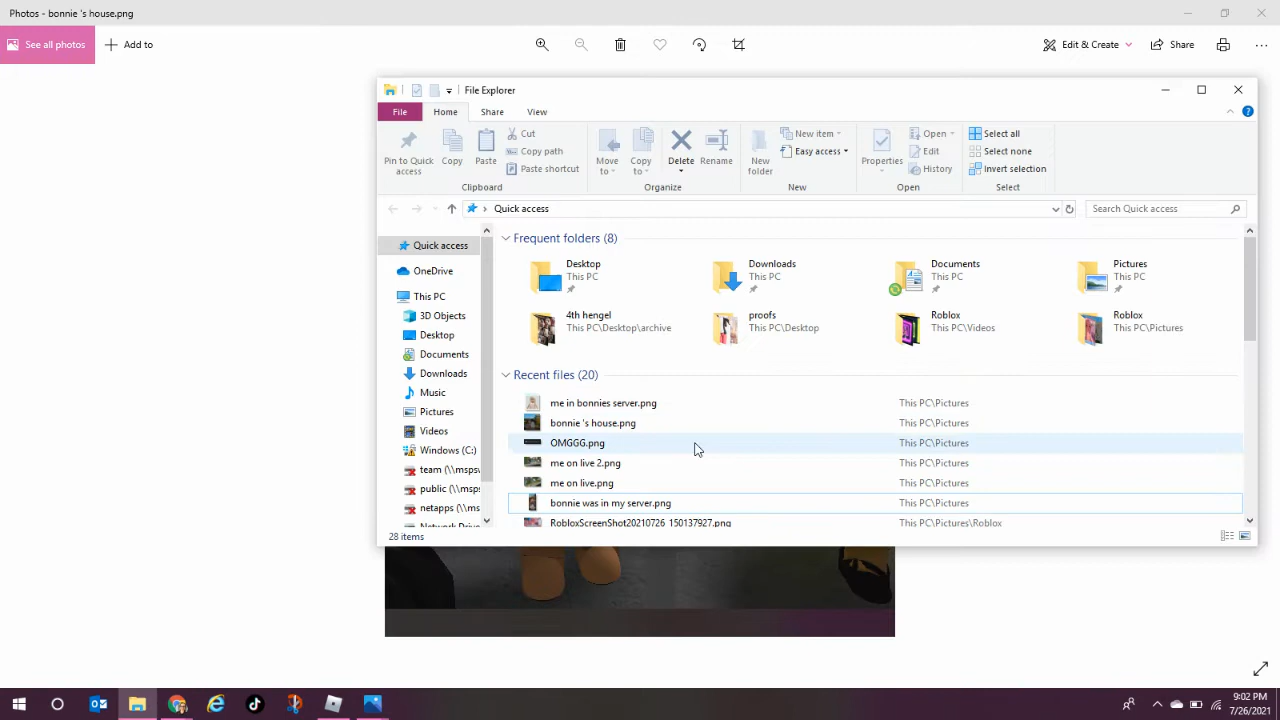 Photos - bonnie 's house.png
See all photos
Add to
Edit & Create
Share
File Explorer
File
Home
Share
View
Pin to Quick access
Copy
Paste
Cut
Copy path
Paste shortcut
Clipboard
Move to
Copy to
Delete
Rename
Organize
New folder
New item
Easy access
New
Properties
Open
Edit
History
Open
Select all
Select none
Invert selection
Select
Quick access
Search Quick access
Quick access
OneDrive
This PC
3D Objects
Desktop
Documents
Downloads
Music
Pictures
Videos
Windows (C:)
team (\\msps
public (\\msps
netapps (\\msp
Network Drive
Frequent folders (8)
Desktop
This PC
Downloads
This PC
Documents
This PC
Pictures
This PC
4th hengel
This PC\Desktop\archive
proofs
This PC\Desktop
Roblox
This PC\Videos
Roblox
This PC\Pictures
Recent files (20)
me in bonnies server.png This PC\Pictures
bonnie 's house.png This PC\Pictures
OMGGG.png This PC\Pictures
me on live 2.png This PC\Pictures
me on live.png This PC\Pictures
bonnie was in my server.png This PC\Pictures
RobloxScreenShot20210726_150137927.png This PC\Pictures\Roblox
28 items
9:02 PM
7/26/2021